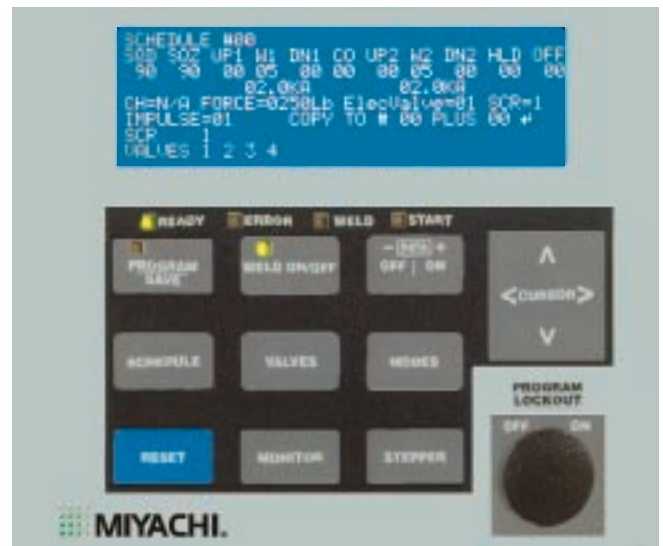 SCHEDULE #00
SQD SQZ UP1 W1 DN1 CO UP2 W2 DN2 HLD OFF
90 90 00 05 00 00 00 05 00 00 00
02.0KA 02.0KA
CH=N/A FORCE=0250Lb ElecValve=01 SCR=1
IMPULSE=01 COPY TO # 00 PLUS 00 ↵
SCR 1
VALVES 1 2 3 4
READY ERROR WELD START
PROGRAM SAVE
WELD ON/OFF
- DATA +
OFF | ON
< CURSOR >
SCHEDULE VALVES MODES
PROGRAM LOCKOUT
OFF ON
RESET MONITOR STEPPER
MIYACHI.